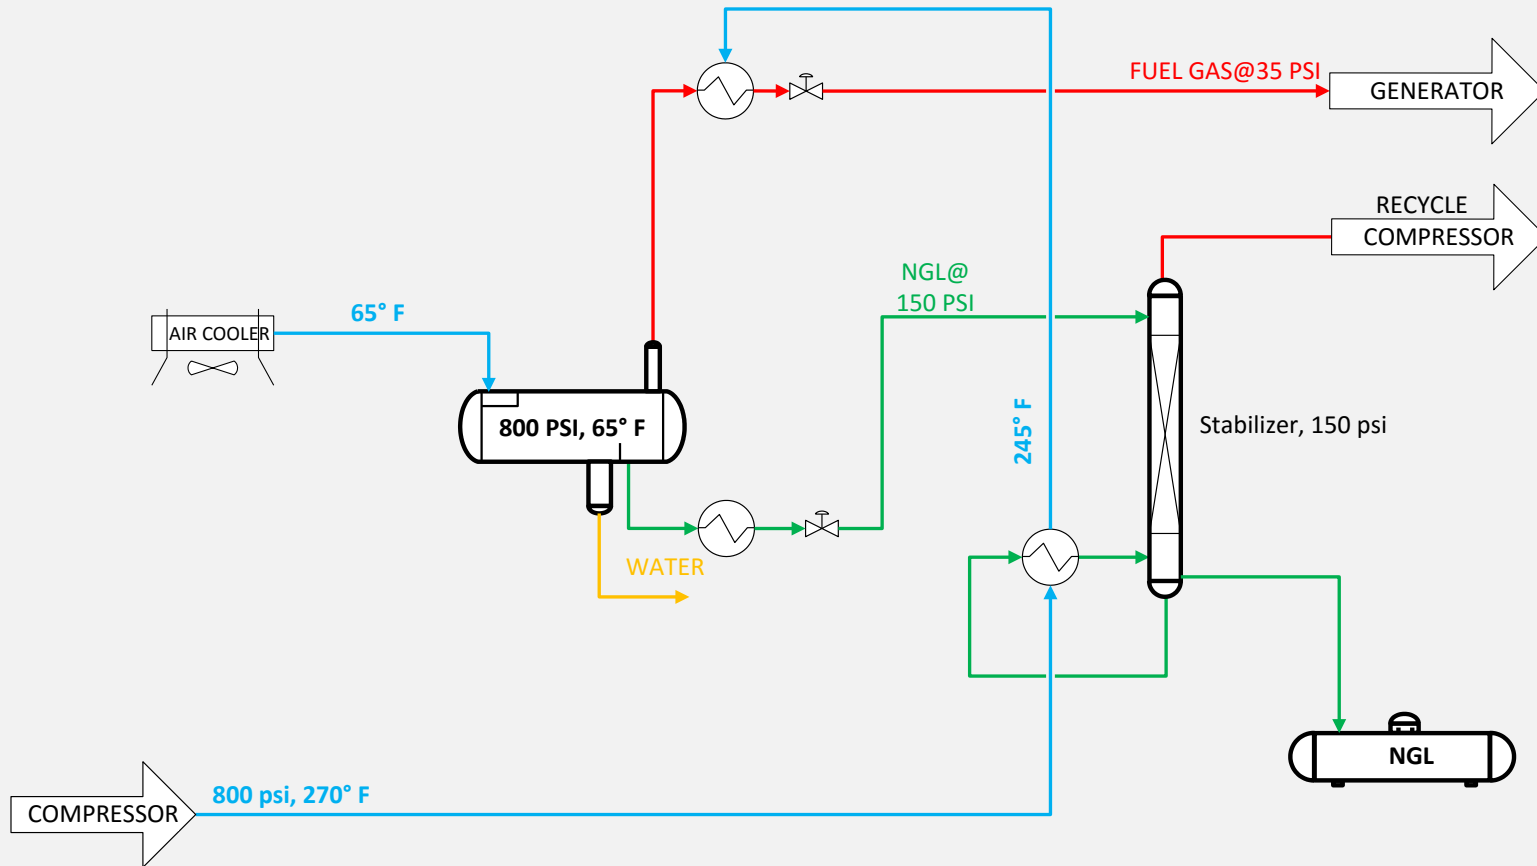 FUEL GAS@35 PSI
GENERATOR
RECYCLE
COMPRESSOR
NGL@
150 PSI
65° F
AIR COOLER
800 PSI, 65° F
245° F
Stabilizer, 150 psi
WATER
NGL
800 psi, 270° F
COMPRESSOR